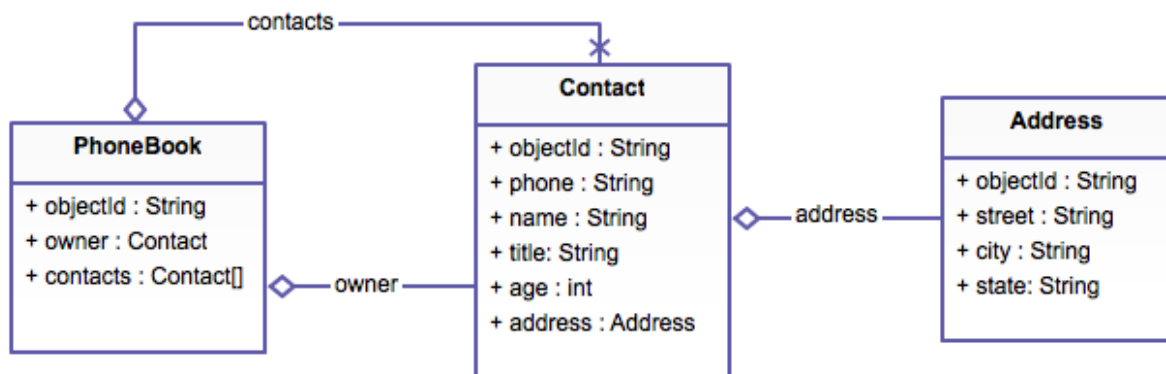 contacts
PhoneBook
+ objectId : String
+ owner : Contact
+ contacts : Contact[]
owner
Contact
+ objectId : String
+ phone : String
+ name : String
+ title: String
+ age : int
+ address : Address
address
Address
+ objectId : String
+ street : String
+ city : String
+ state: String